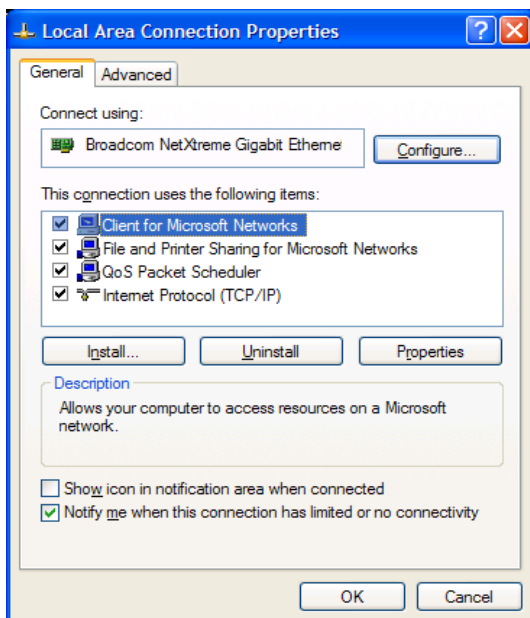 Local Area Connection Properties
General Advanced
Connect using:
Broadcom NetXtreme Gigabit Etherne
Configure...
This connection uses the following items:
Client for Microsoft Networks
File and Printer Sharing for Microsoft Networks
QoS Packet Scheduler
Internet Protocol (TCP/IP)
Install... Uninstall Properties
Description
Allows your computer to access resources on a Microsoft
network.
Show icon in notification area when connected
Notify me when this connection has limited or no connectivity
OK Cancel